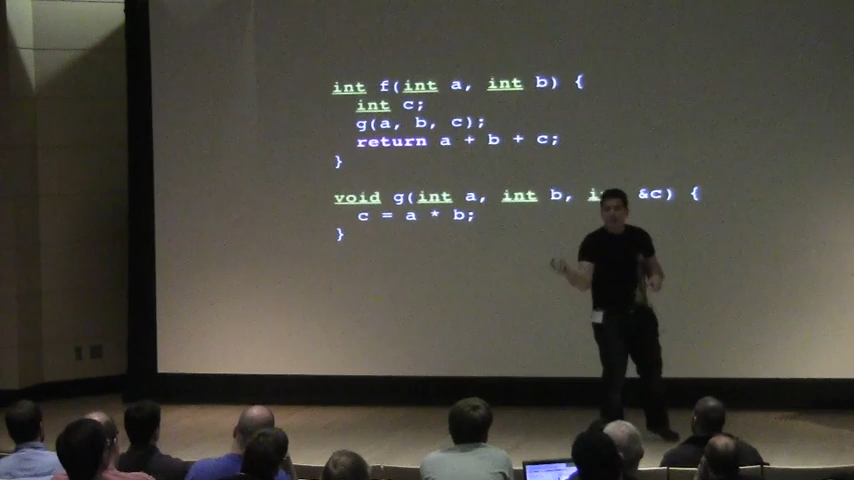 int f(int a, int b) {
int c;
g(a, b, c);
return a + b + c;
}
void g(int a, int b, &c) {
c = a * b;
}